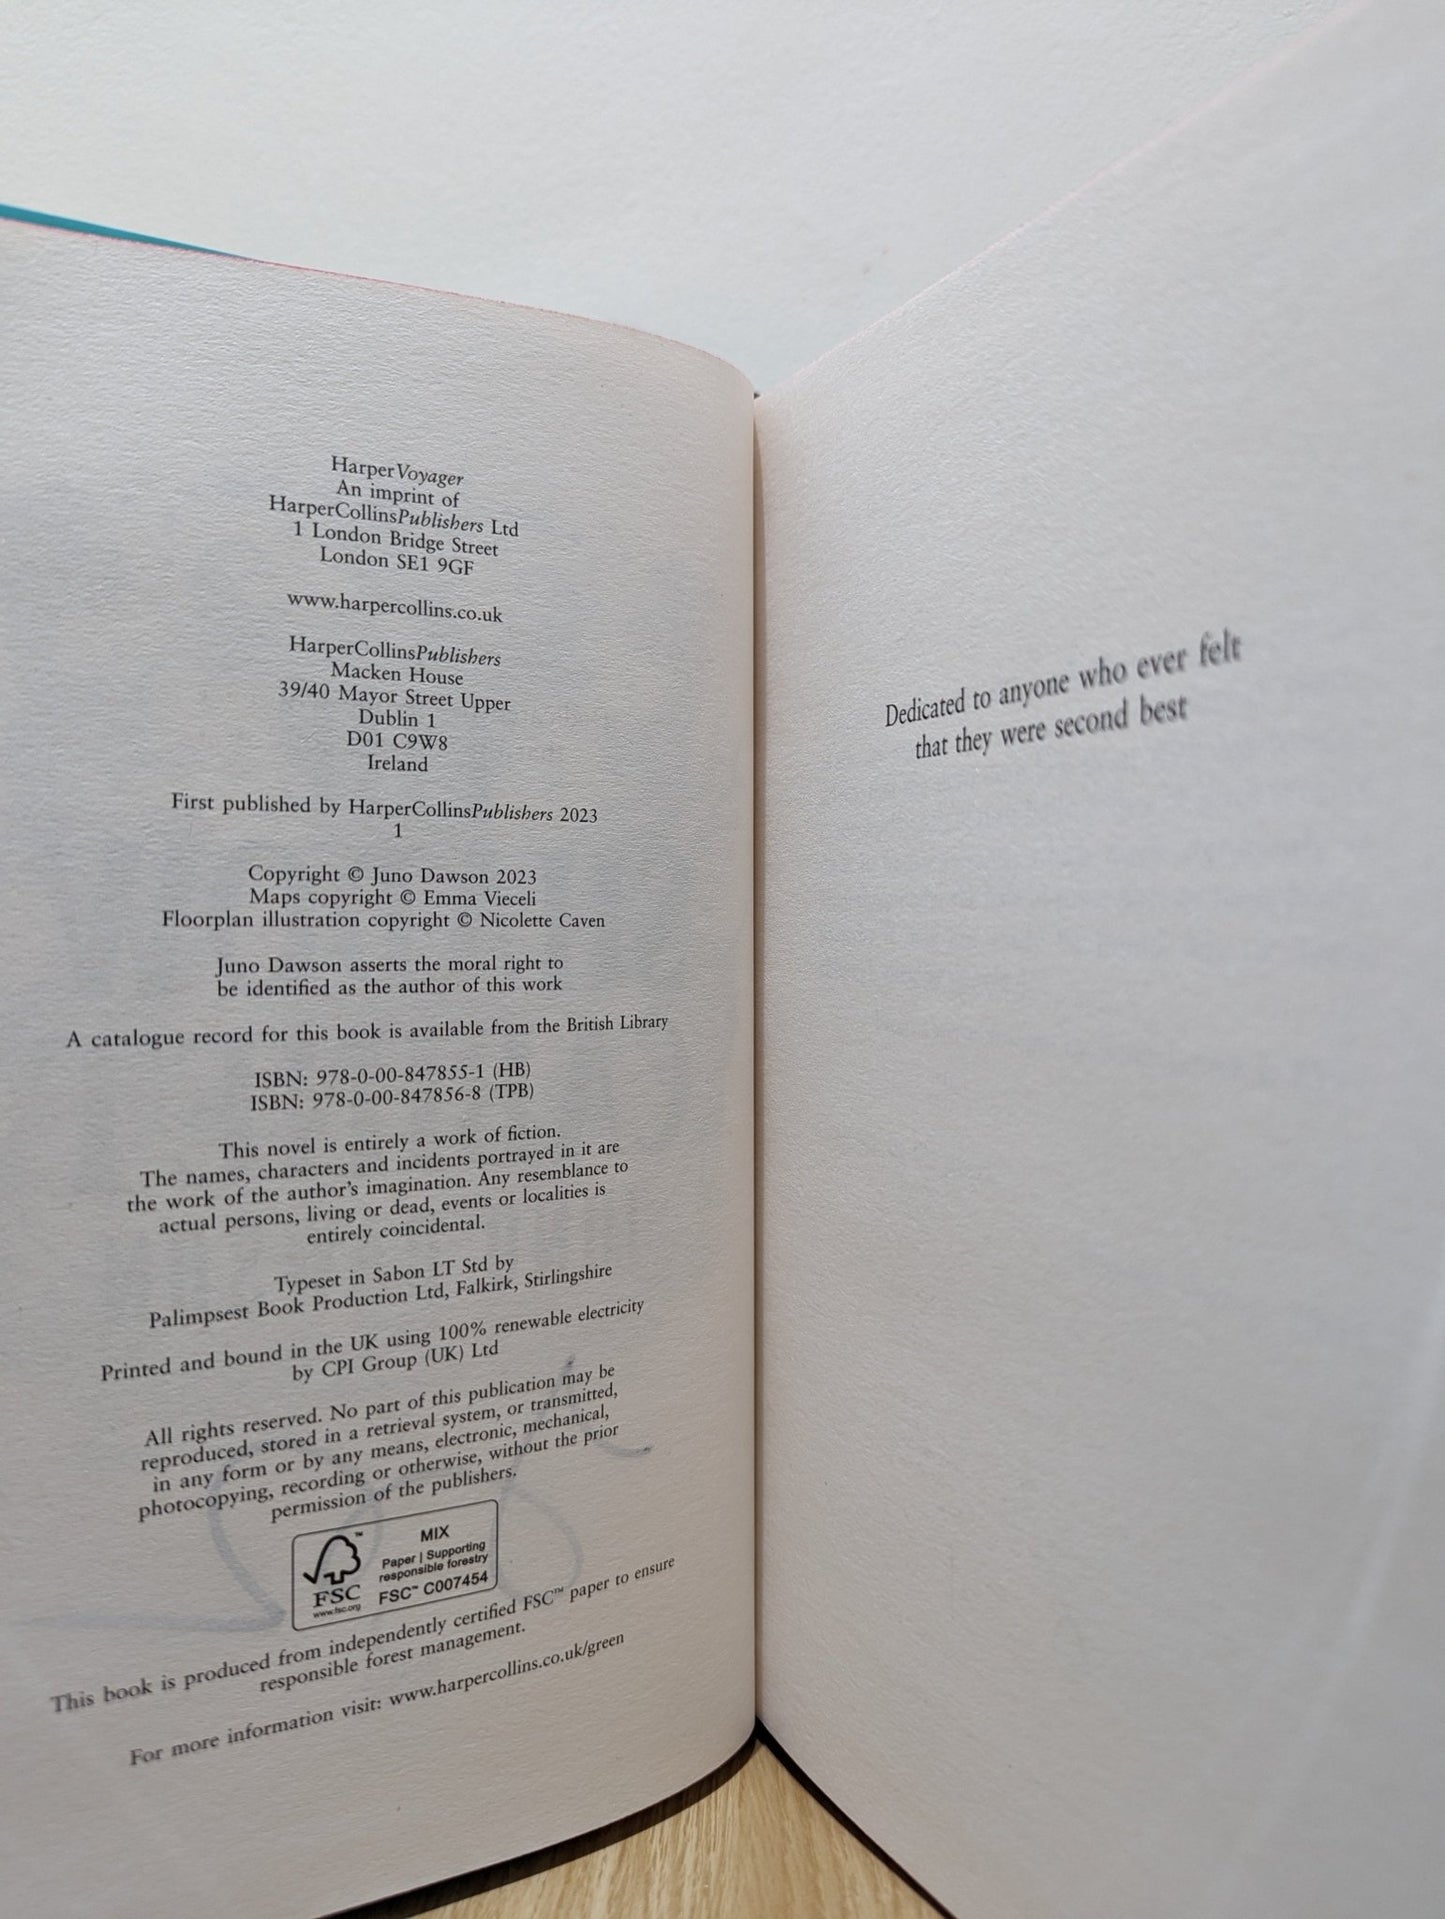 HarperVoyager
An imprint of
HarperCollinsPublishers Ltd
1 London Bridge Street
London SE1 9GF
www.harpercollins.co.uk
HarperCollinsPublishers
Macken House
39/40 Mayor Street Upper
Dublin 1
D01 C9W8
Ireland
First published by HarperCollinsPublishers 2023
1
Copyright © Juno Dawson 2023
Maps copyright © Emma Vieceli
Floorplan illustration copyright © Nicolette Caven
Juno Dawson asserts the moral right to
be identified as the author of this work
A catalogue record for this book is available from the British Library
ISBN: 978-0-00-847855-1 (HB)
ISBN: 978-0-00-847856-8 (TPB)
This novel is entirely a work of fiction.
The names, characters and incidents portrayed in it are
the work of the author's imagination. Any resemblance to
actual persons, living or dead, events or localities is
entirely coincidental.
Typeset in Sabon LT Std by
Palimpsest Book Production Ltd, Falkirk, Stirlingshire
Printed and bound in the UK using 100% renewable electricity
by CPI Group (UK) Ltd
All rights reserved. No part of this publication may be
reproduced, stored in a retrieval system, or transmitted,
in any form or by any means, electronic, mechanical,
photocopying, recording or otherwise, without the prior
permission of the publishers.
FSC™
www.fsc.org
MIX
Paper | Supporting
responsible forestry
FSC™ C007454
This book is produced from independently certified FSC™ paper to ensure
responsible forest management.
For more information visit: www.harpercollins.co.uk/green
Dedicated to anyone who ever felt
that they were second best